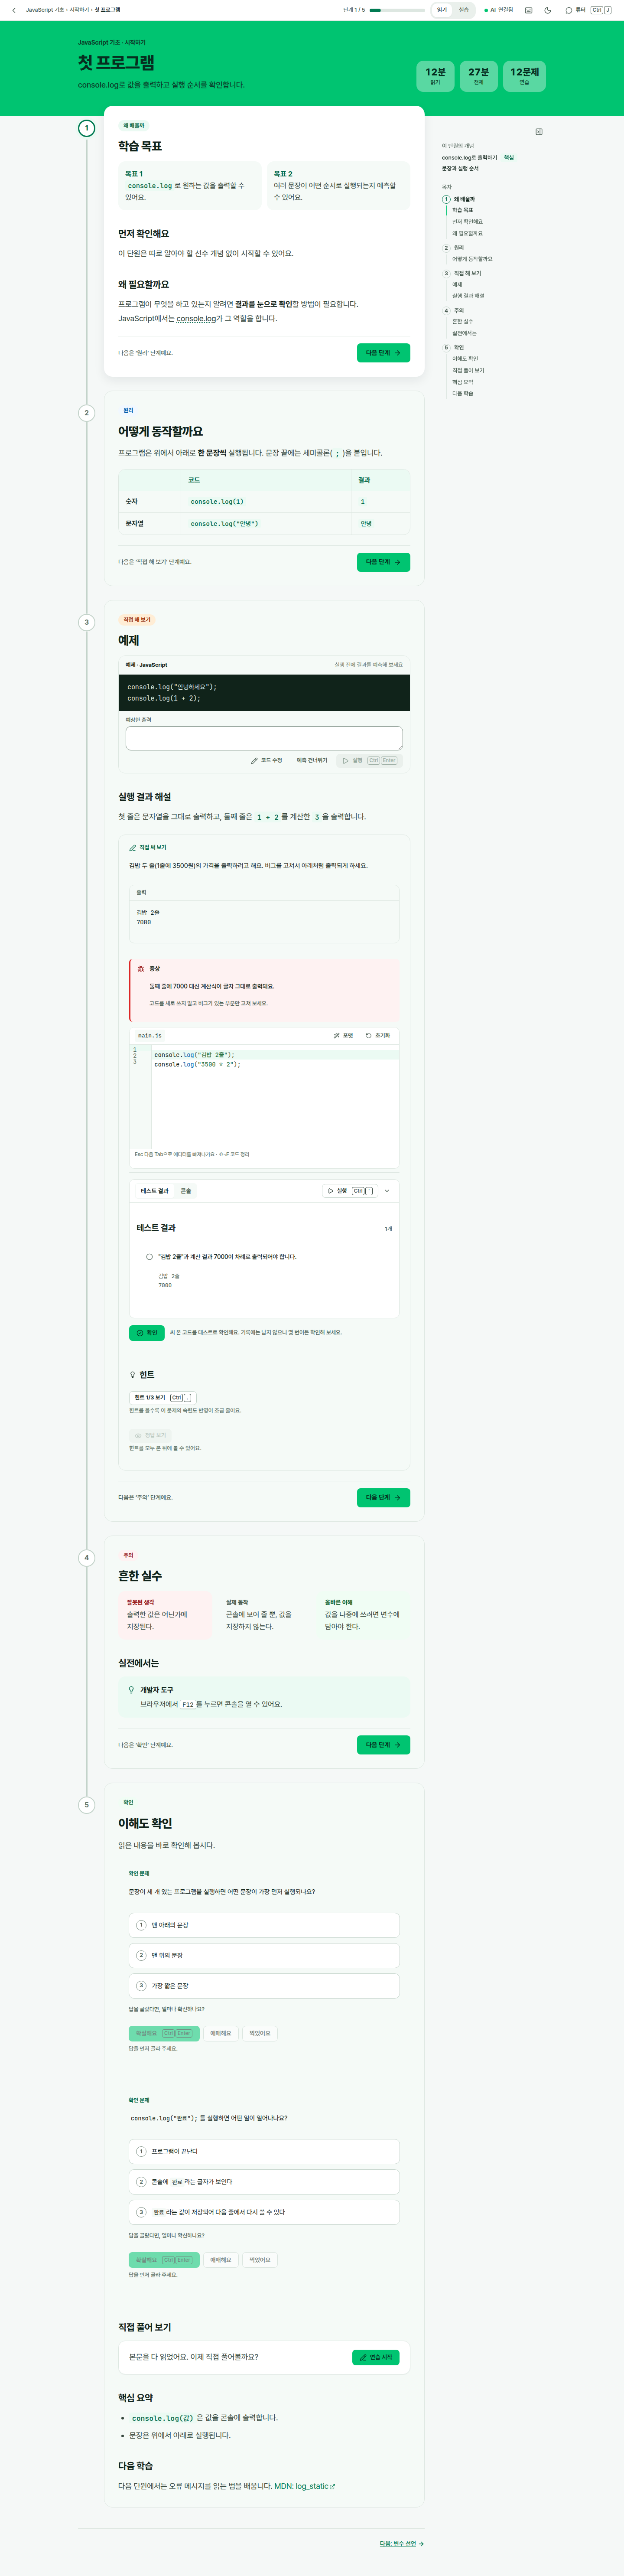 JavaScript 기초 › 시작하기 › 첫 프로그램
단계 1 / 5
읽기 실습
AI 연결됨
튜터 Ctrl J
JavaScript 기초 · 시작하기
첫 프로그램
console.log로 값을 출력하고 실행 순서를 확인합니다.
12분
읽기
27분
전체
12문제
연습
1
왜 배울까
학습 목표
목표 1
console.log 로 원하는 값을 출력할 수
있어요.
목표 2
여러 문장이 어떤 순서로 실행되는지 예측할
수 있어요.
먼저 확인해요
이 단원은 따로 알아야 할 선수 개념 없이 시작할 수 있어요.
왜 필요할까요
프로그램이 무엇을 하고 있는지 알려면 결과를 눈으로 확인할 방법이 필요합니다.
JavaScript에서는 console.log가 그 역할을 합니다.
다음은 '원리' 단계예요.
다음 단계
이 단원의 개념
console.log로 출력하기 핵심
문장과 실행 순서
목차
1 왜 배울까
학습 목표
먼저 확인해요
왜 필요할까요
2 원리
어떻게 동작할까요
3 직접 해 보기
예제
실행 결과 해설
4 주의
흔한 실수
실전에서는
5 확인
이해도 확인
직접 풀어 보기
핵심 요약
다음 학습
2
원리
어떻게 동작할까요
프로그램은 위에서 아래로 한 문장씩 실행됩니다. 문장 끝에는 세미콜론( ; )을 붙입니다.
코드 결과
숫자 console.log(1) 1
문자열 console.log("안녕") 안녕
다음은 '직접 해 보기' 단계예요.
다음 단계
3
직접 해 보기
예제
예제 · JavaScript
실행 전에 결과를 예측해 보세요
console.log("안녕하세요");
console.log(1 + 2);
예상한 출력
코드 수정 예측 건너뛰기 실행 Ctrl Enter
실행 결과 해설
첫 줄은 문자열을 그대로 출력하고, 둘째 줄은 1 + 2 를 계산한 3 을 출력합니다.
직접 써 보기
김밥 두 줄(1줄에 3500원)의 가격을 출력하려고 해요. 버그를 고쳐서 아래처럼 출력되게 하세요.
출력
김밥 2줄
7000
증상
둘째 줄에 7000 대신 계산식이 글자 그대로 출력돼요.
코드를 새로 쓰지 말고 버그가 있는 부분만 고쳐 보세요.
main.js
포맷 초기화
1
2
3
console.log("김밥 2줄");
console.log("3500 * 2");
테스트 결과 콘솔
실행 Ctrl
테스트 결과
1개
"김밥 2줄"과 계산 결과 7000이 차례로 출력되어야 합니다.
김밥 2줄
7000
확인
써 본 코드를 테스트로 확인해요. 기록에는 남지 않으니 몇 번이든 확인해 보세요.
힌트
힌트 1/3 보기 Ctrl
힌트를 볼수록 이 문제의 숙련도 반영이 조금 줄어요.
정답 보기
힌트를 모두 본 뒤에 볼 수 있어요.
다음은 '주의' 단계예요.
다음 단계
4
주의
흔한 실수
잘못된 생각
출력한 값은 어딘가에
저장된다.
실제 동작
콘솔에 보여 줄 뿐, 값을
저장하지 않는다.
올바른 이해
값을 나중에 쓰려면 변수에
담아야 한다.
실전에서는
개발자 도구
브라우저에서 F12 를 누르면 콘솔을 열 수 있어요.
다음은 '확인' 단계예요.
다음 단계
5
확인
이해도 확인
읽은 내용을 바로 확인해 봅시다.
확인 문제
문장이 세 개 있는 프로그램을 실행하면 어떤 문장이 가장 먼저 실행되나요?
1 맨 아래의 문장
2 맨 위의 문장
3 가장 짧은 문장
답을 골랐다면, 얼마나 확신하나요?
확실해요 Ctrl Enter 애매해요 찍었어요
답을 먼저 골라 주세요.
확인 문제
console.log("완료"); 를 실행하면 어떤 일이 일어나나요?
1 프로그램이 끝난다
2 콘솔에 완료 라는 글자가 보인다
3 완료 라는 값이 저장되어 다음 줄에서 다시 쓸 수 있다
답을 골랐다면, 얼마나 확신하나요?
확실해요 Ctrl Enter 애매해요 찍었어요
답을 먼저 골라 주세요.
직접 풀어 보기
본문을 다 읽었어요. 이제 직접 풀어볼까요?
연습 시작
핵심 요약
• console.log(값) 은 값을 콘솔에 출력합니다.
• 문장은 위에서 아래로 실행됩니다.
다음 학습
다음 단원에서는 오류 메시지를 읽는 법을 배웁니다. MDN: log_static
다음: 변수 선언